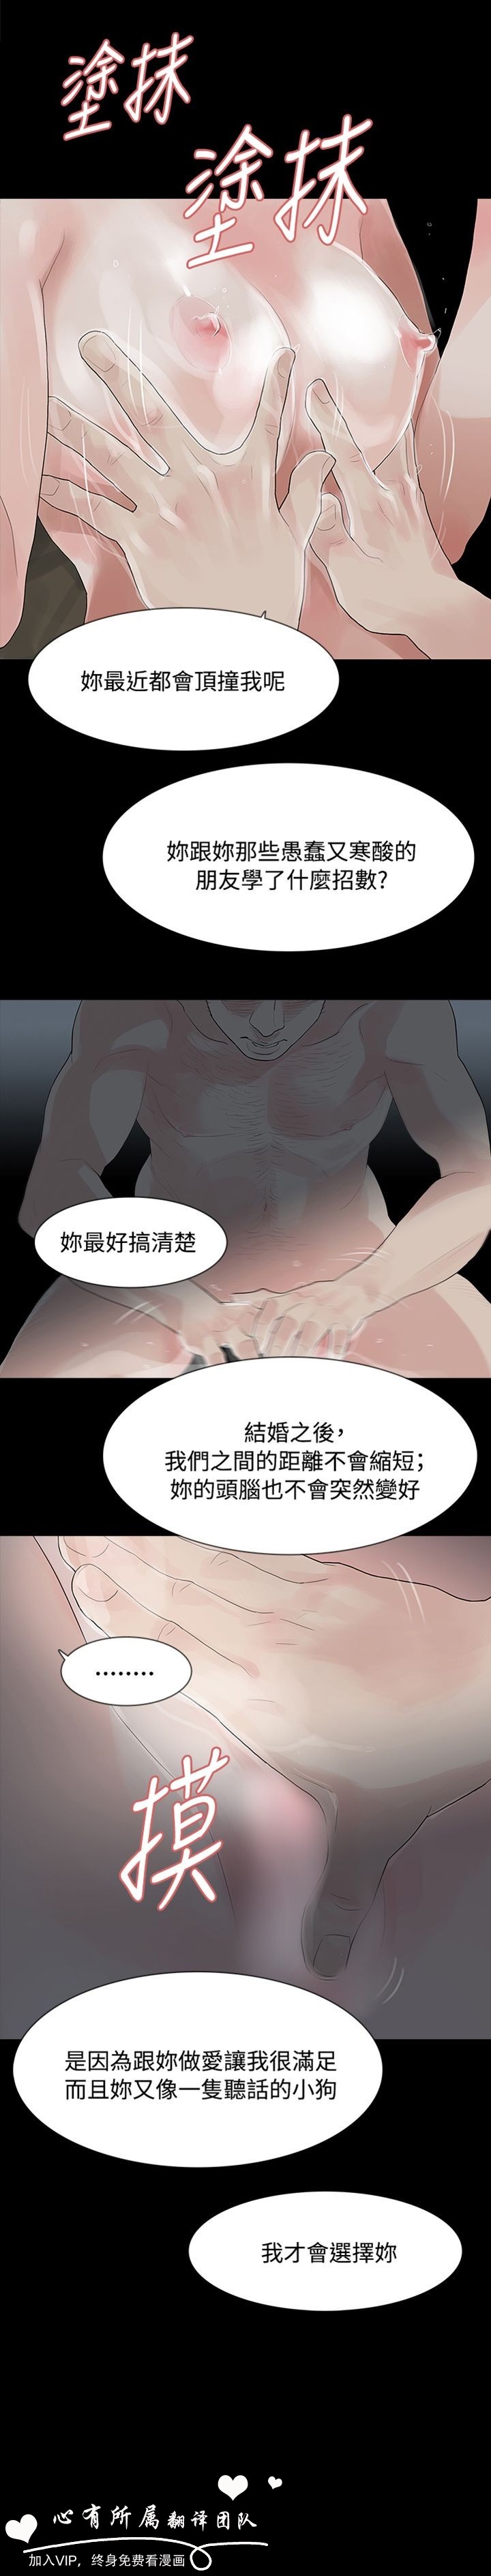 塗抹
塗抹
妳最近都會頂撞我呢
妳跟妳那些愚蠢又寒酸的
朋友學了什麼招數?
妳最好搞清楚
結婚之後，
我們之間的距離不會縮短；
妳的頭腦也不會突然變好
........
摸
是因為跟妳做愛讓我很滿足
而且妳又像一隻聽話的小狗
我才會選擇妳
心有所属翻译团队
加入VIP，终身免费看漫画